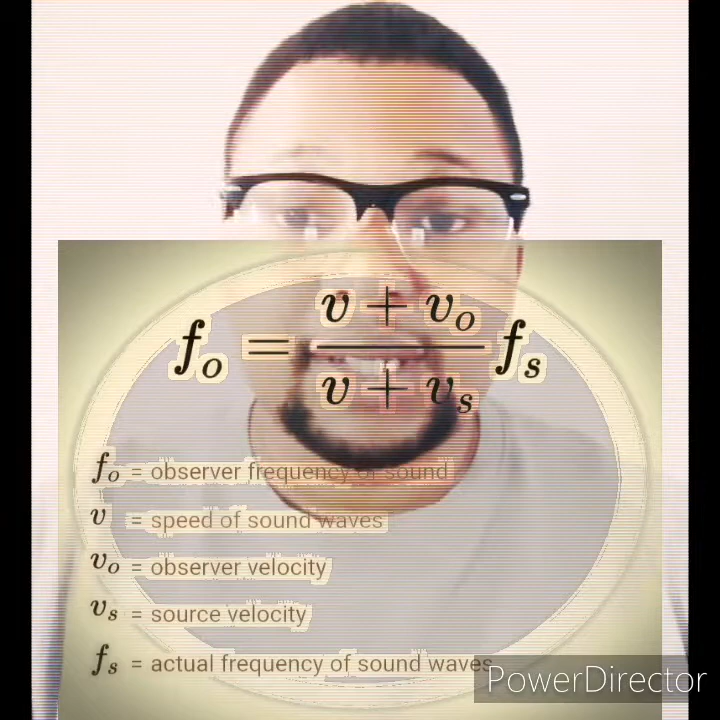 fₒ = (v + vₒ)/(v + vₛ) fₛ
fₒ = observer frequency of sound
v = speed of sound waves
vₒ = observer velocity
vₛ = source velocity
fₛ = actual frequency of sound waves
PowerDirector